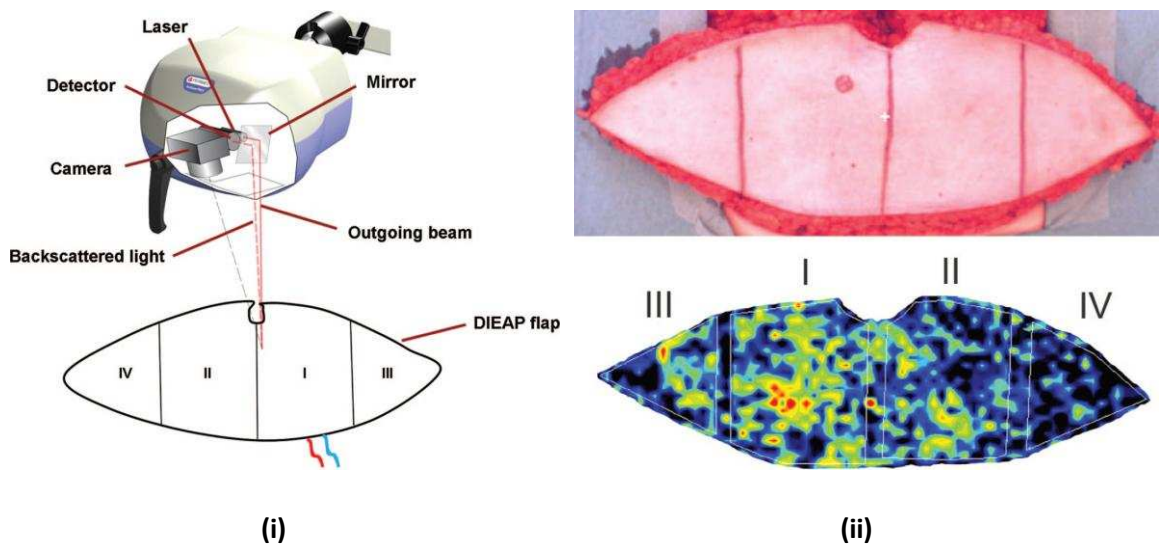 Laser
Detector
Mirror
Camera
Outgoing beam
Backscattered light
DIEAP flap
IV II I III
(i)
I II
III IV
(ii)